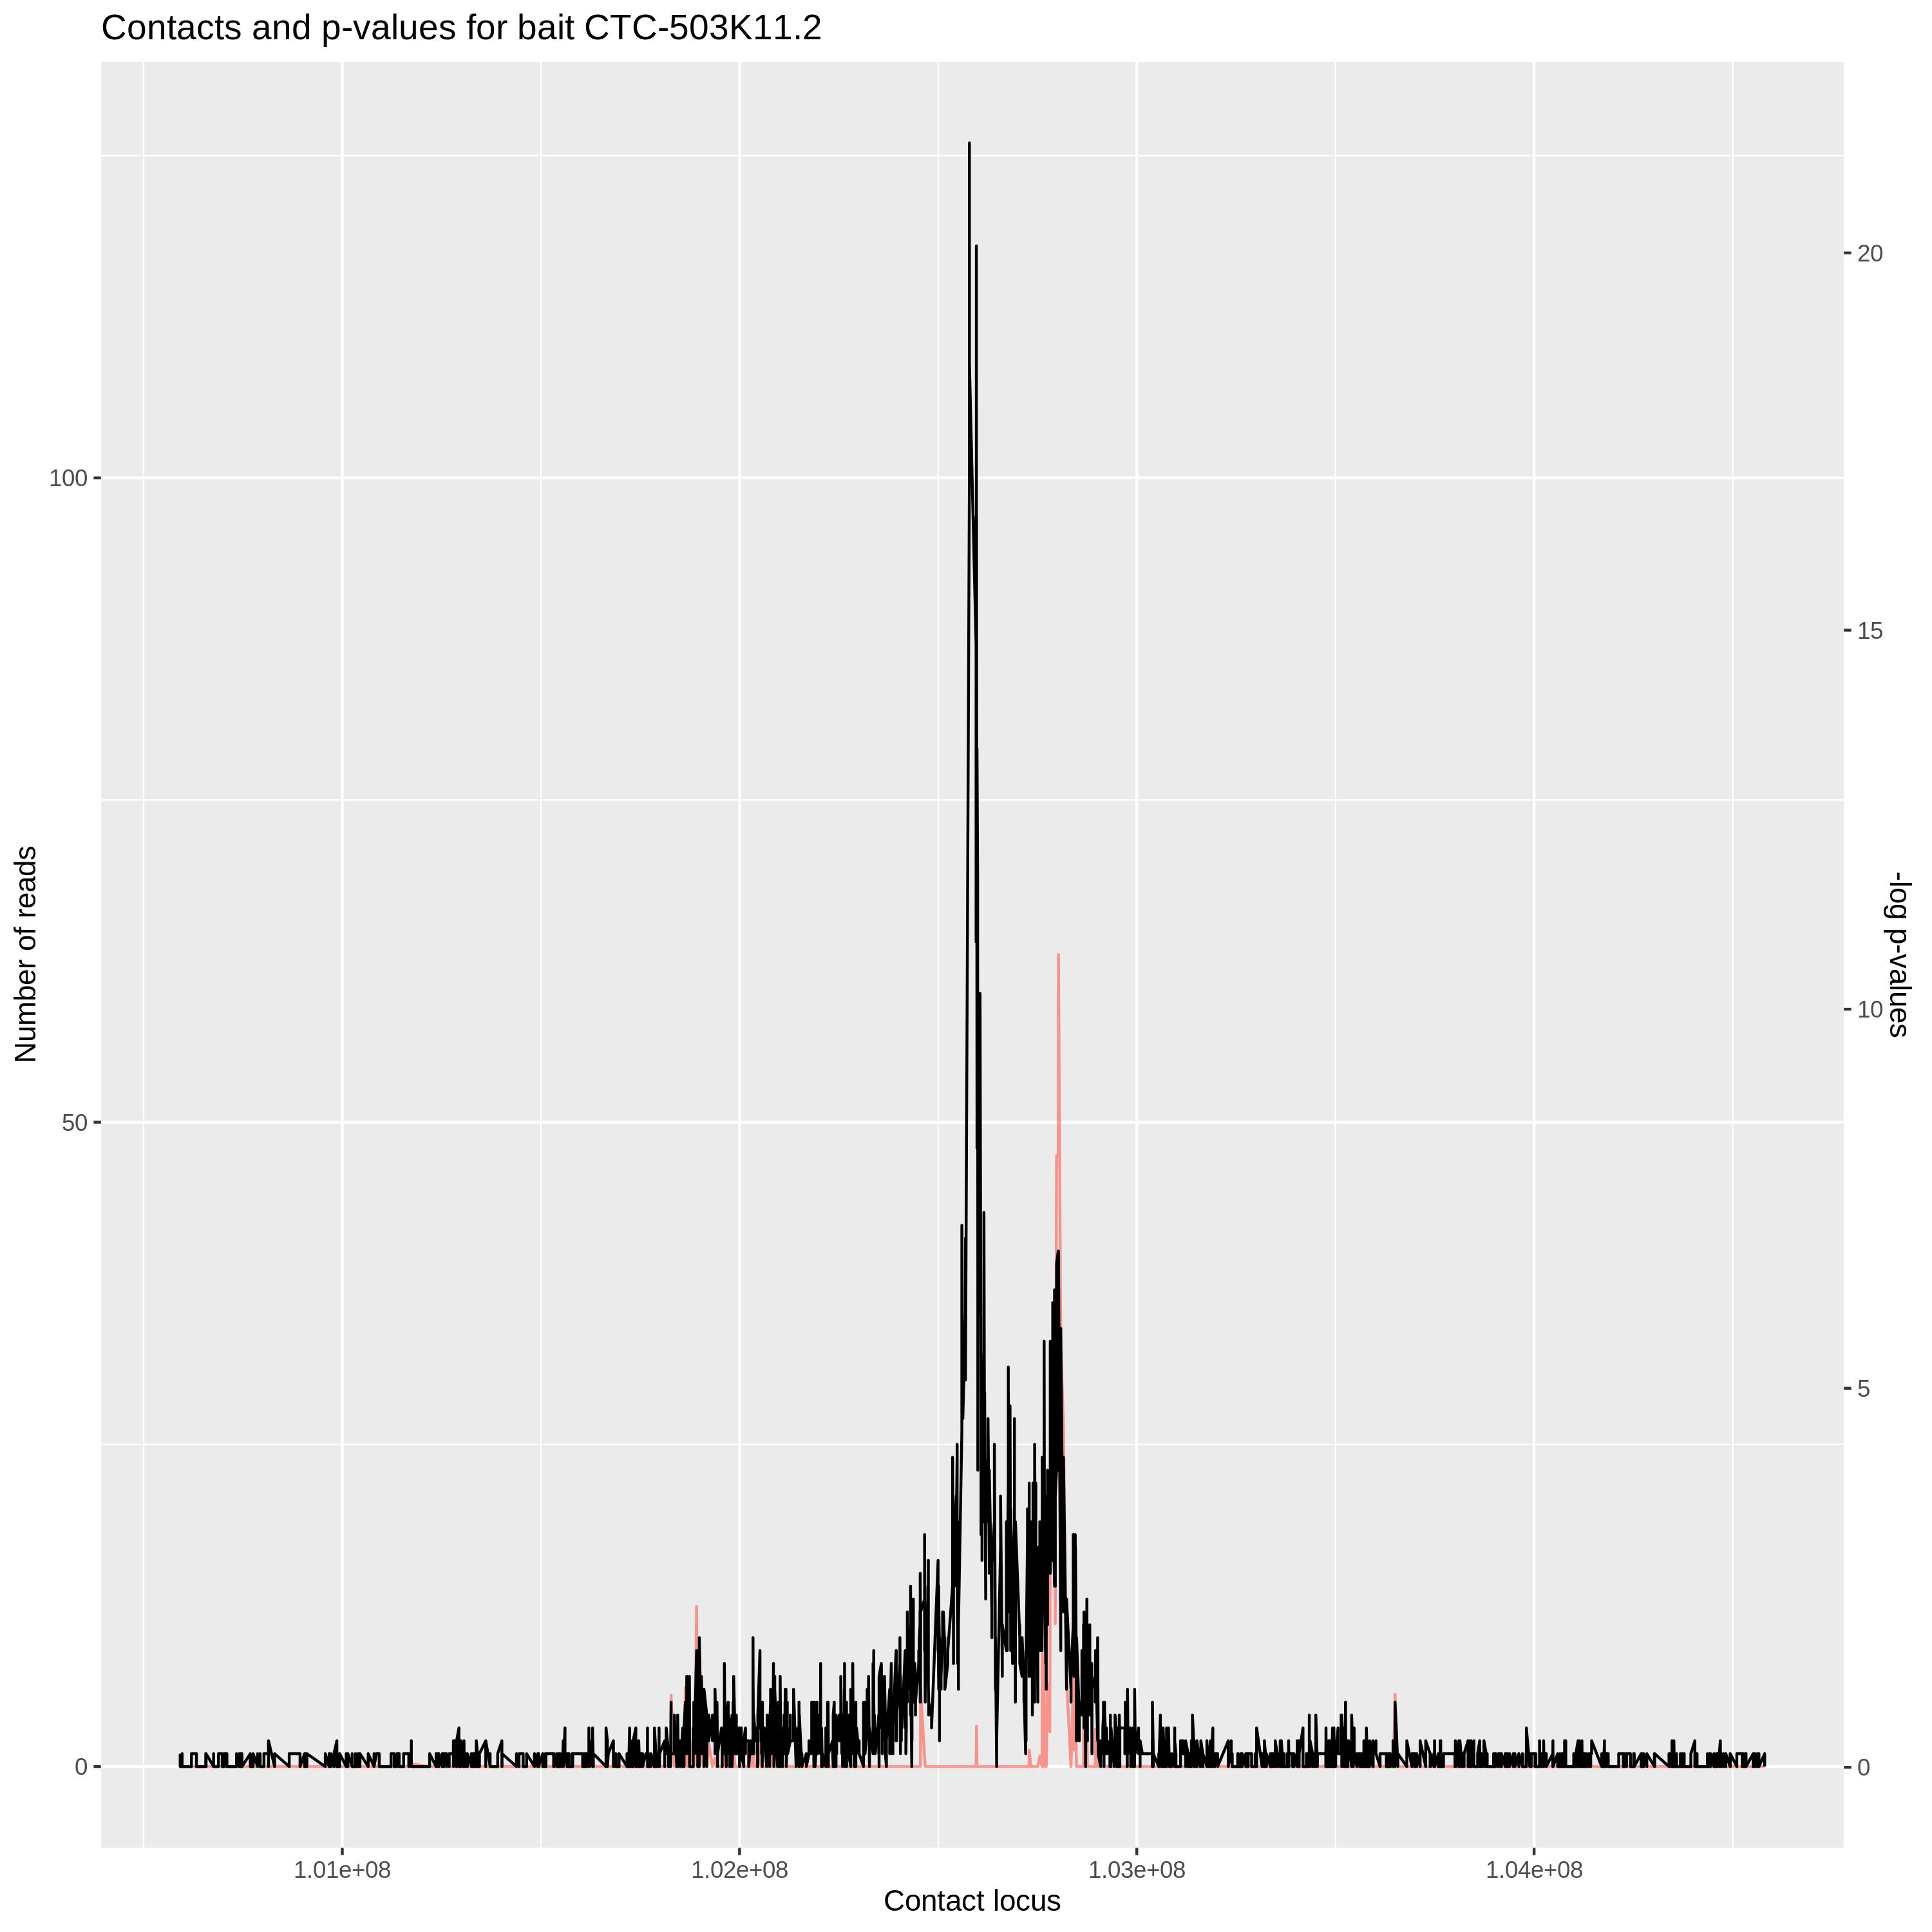 Contacts and p-values for bait CTC-503K11.2
Number of reads
100
50
0
20
15
10
5
0
-log p-values
1.01e+08 1.02e+08 1.03e+08 1.04e+08
Contact locus